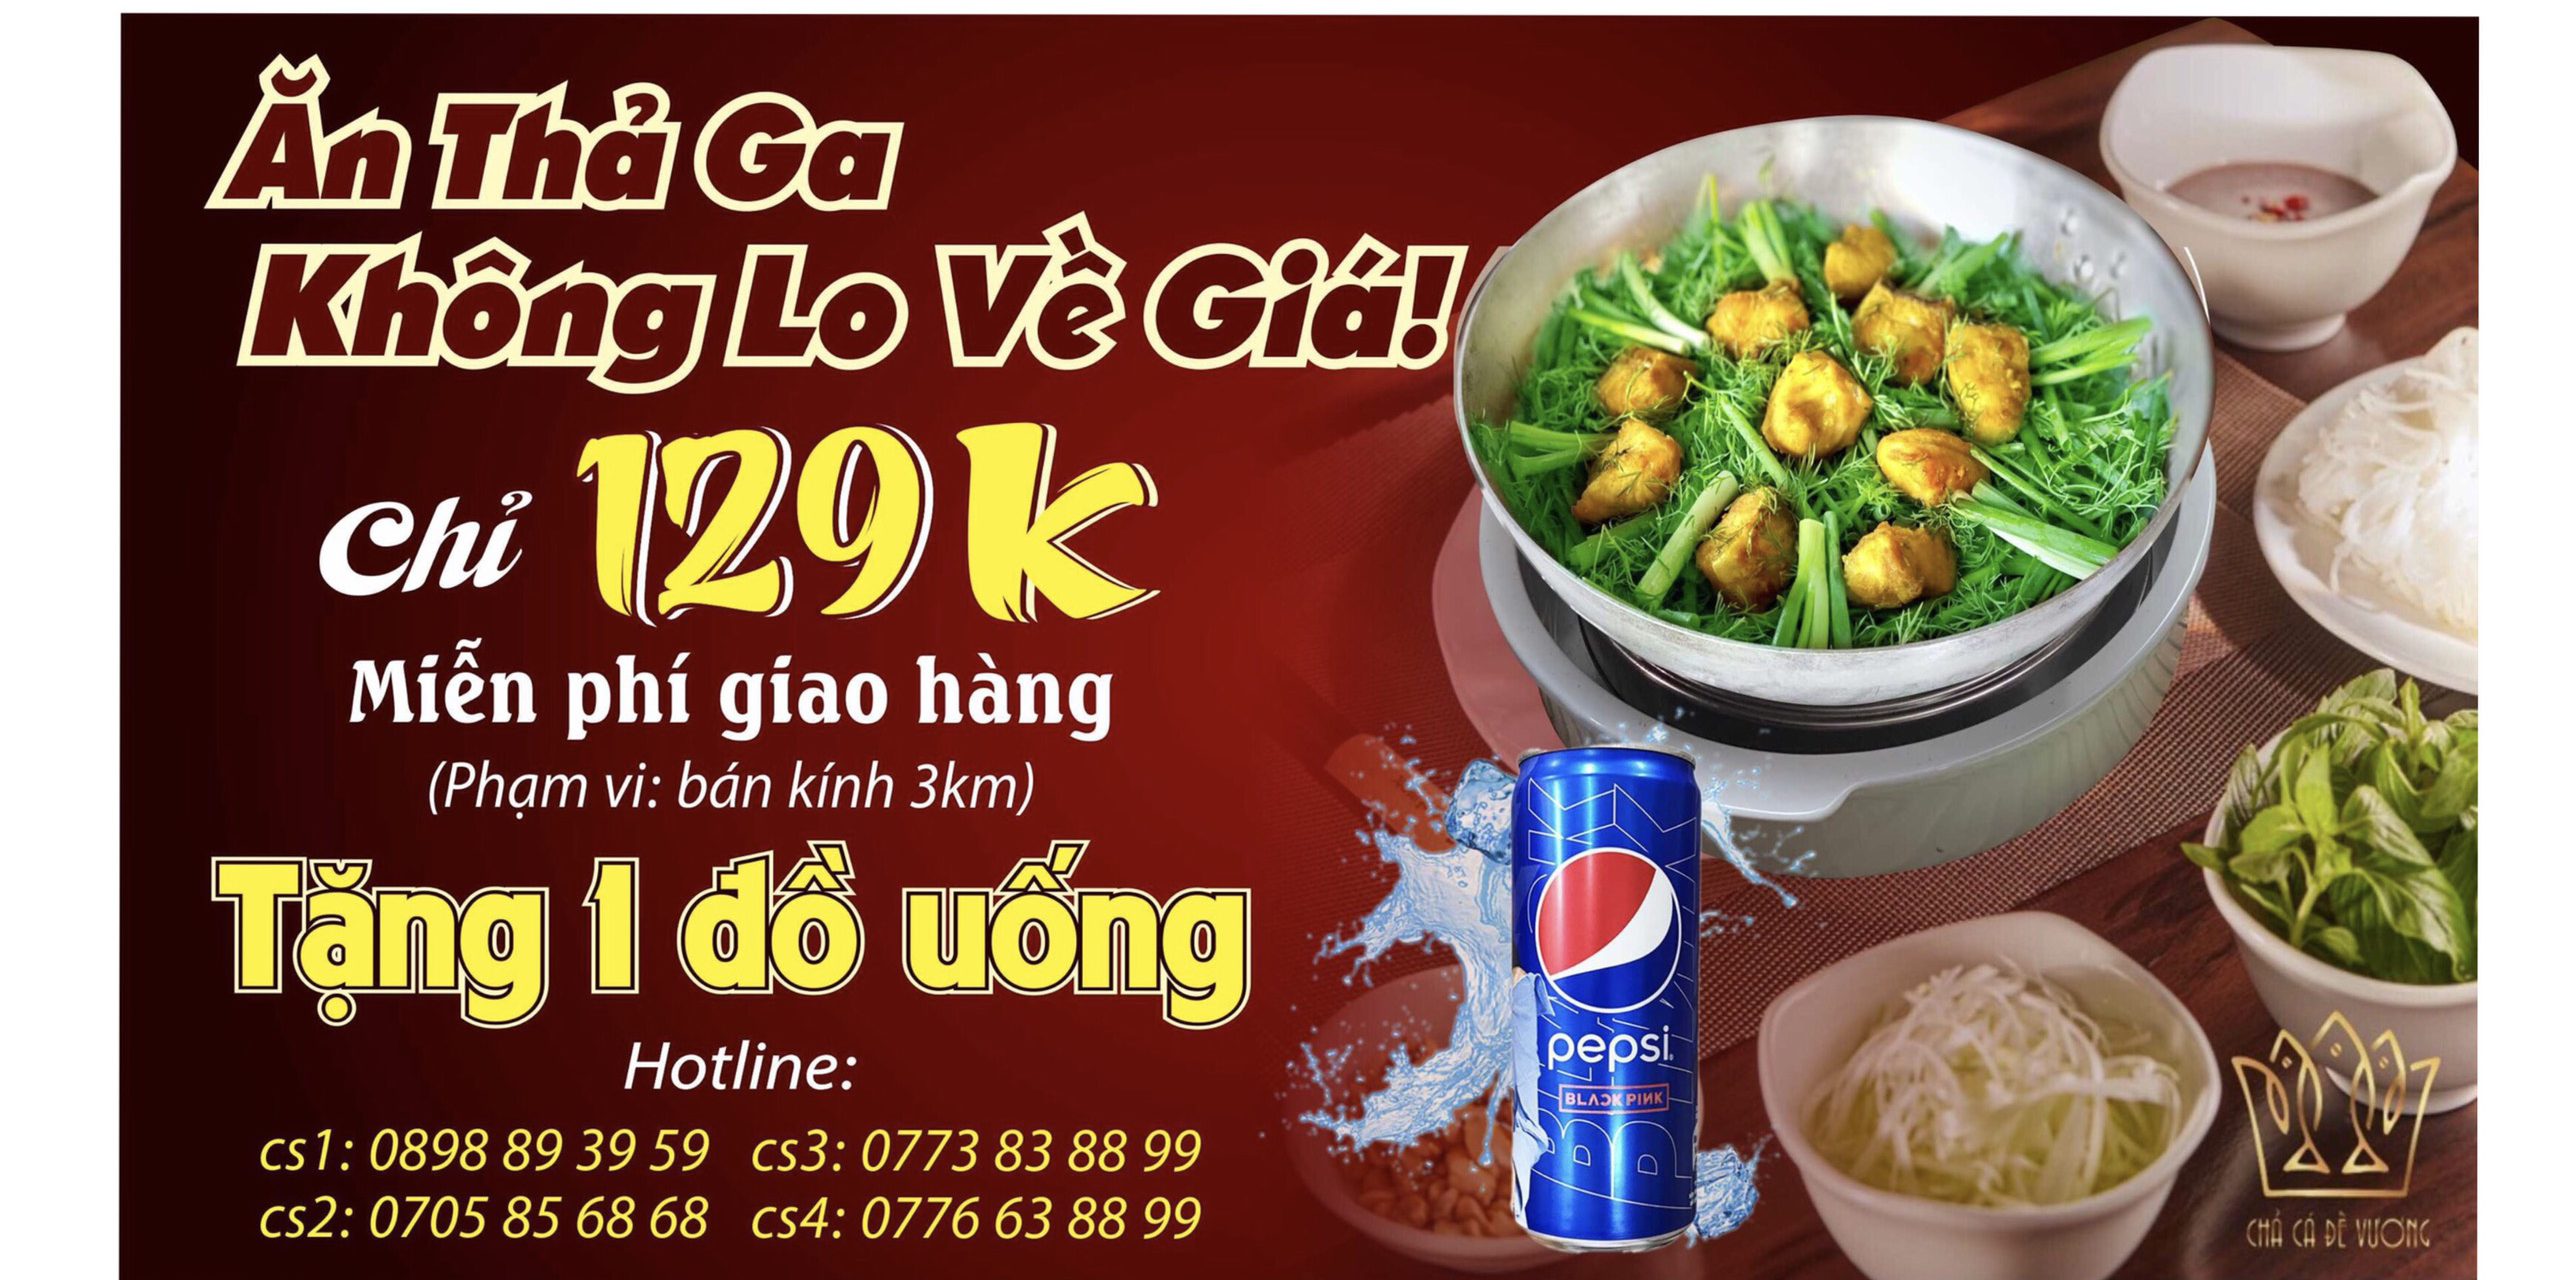 Ăn Thả Ga
Không Lo Về Giá!
Chỉ 129K
Miễn phí giao hàng
(Phạm vi: bán kính 3km)
Tặng 1 đồ uống
Hotline:
cs1: 0898 89 39 59 cs3: 0773 83 88 99
cs2: 0705 85 68 68 cs4: 0776 63 88 99
pepsi
BLACKPINK
CHẢ CÁ ĐẾ VƯƠNG